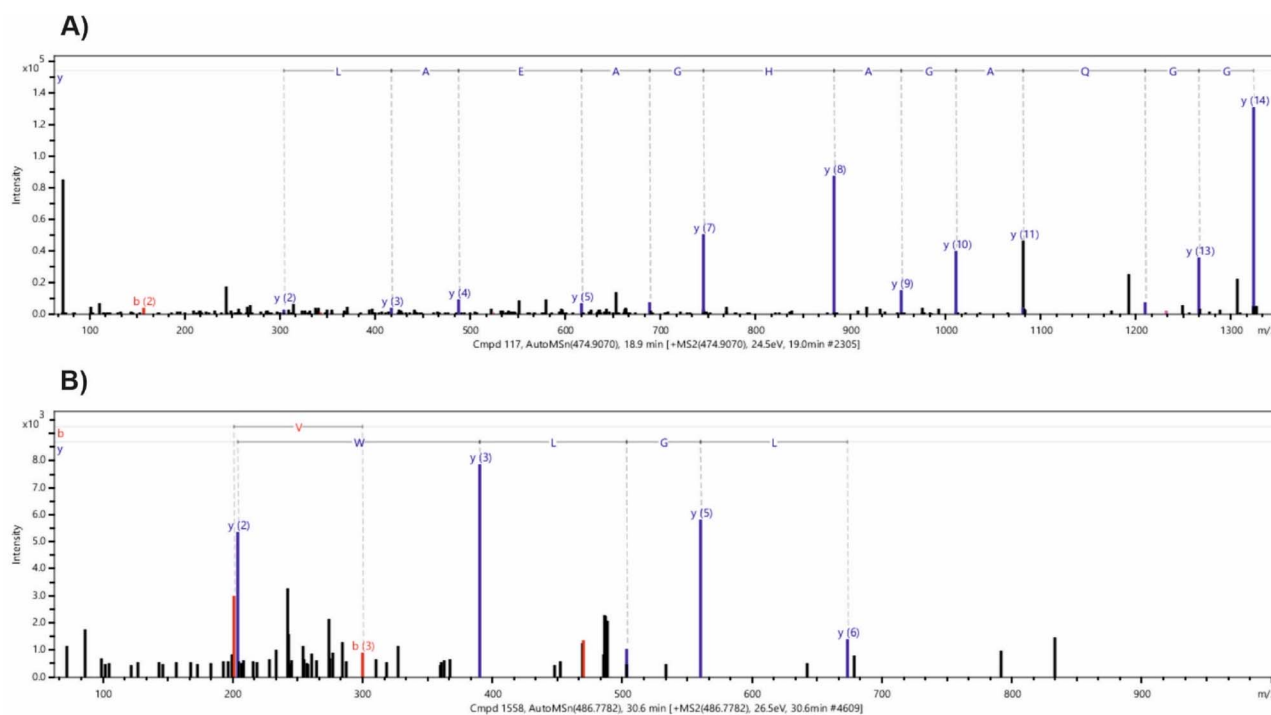 A)
x10 5
y
L A E A G H A G A Q G G
y (14)
1.4
1.2
1.0
y (8)
0.8
0.6
y (7)
y (11)
y (10)
0.4
y (13)
0.2
y (9)
b (2)
y (2)
y (3)
y (4)
y (5)
0.0
Intensity
100 200 300 400 500 600 700 800 900 1000 1100 1200 1300 m/
Cmpd 117, AutoMSn(474.9070), 18.9 min [+MS2(474.9070), 24.5eV, 19.0min #2305]
B)
x10 3
b
V
y
W L G L
8.0
y (3)
7.0
6.0
y (2)
y (5)
5.0
4.0
3.0
2.0
b (3)
y (6)
1.0
0.0
Intensity
100 200 300 400 500 600 700 800 900 m/
Cmpd 1558, AutoMSn(486.7782), 30.6 min [+MS2(486.7782), 26.5eV, 30.6min #4609]